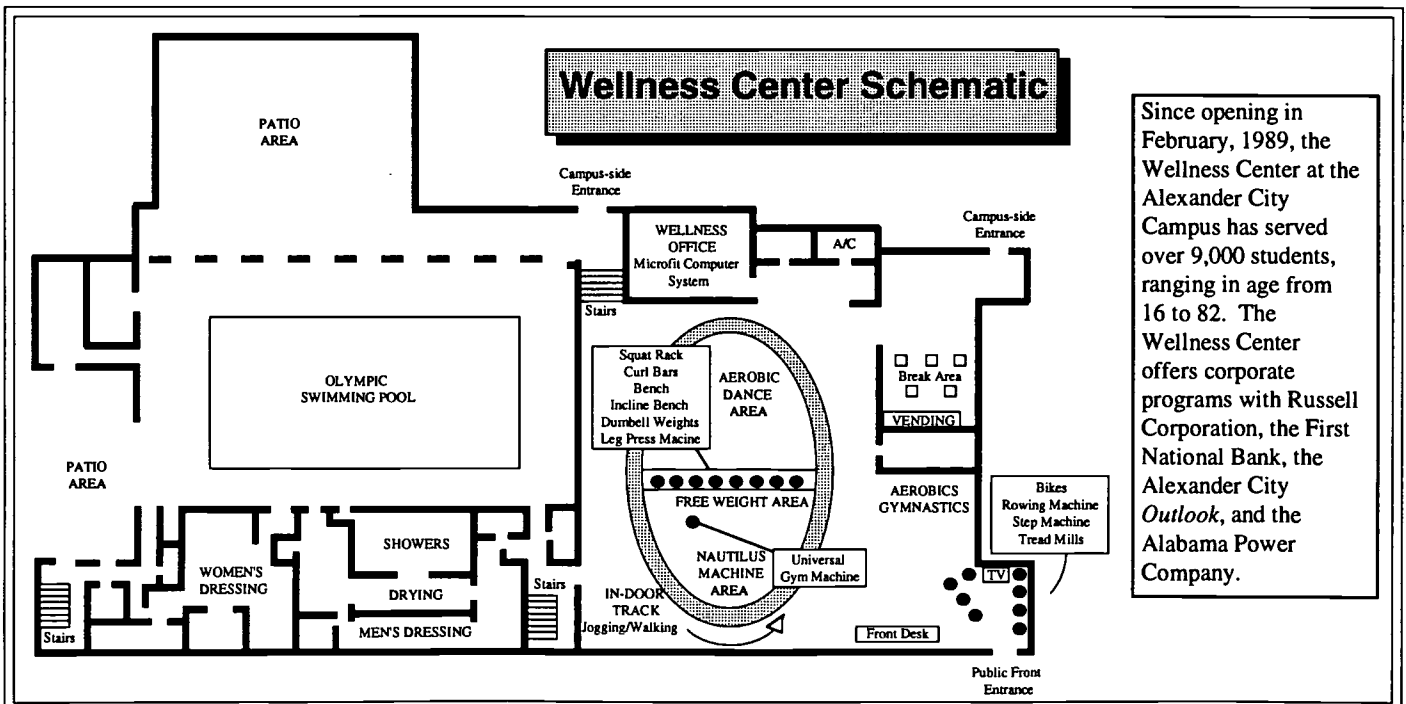 Wellness Center Schematic
PATIO
AREA
Campus-side
Entrance
WELLNESS
OFFICE
Microfit Computer
System
A/C
Campus-side
Entrance
Stairs
OLYMPIC
SWIMMING POOL
Squat Rack
Curl Bars
Bench
Incline Bench
Dumbell Weights
Leg Press Macine
AEROBIC
DANCE
AREA
Break Area
VENDING
PATIO
AREA
FREE WEIGHT AREA
AEROBICS
GYMNASTICS
Bikes
Rowing Machine
Step Machine
Tread Mills
SHOWERS
WOMEN'S
DRESSING
DRYING
MEN'S DRESSING
Stairs
Stairs
NAUTILUS
MACHINE
AREA
Universal
Gym Machine
IN-DOOR
TRACK
Jogging/Walking
TV
Front Desk
Public Front
Entrance
Since opening in
February, 1989, the
Wellness Center at the
Alexander City
Campus has served
over 9,000 students,
ranging in age from
16 to 82. The
Wellness Center
offers corporate
programs with Russell
Corporation, the First
National Bank, the
Alexander City
Outlook, and the
Alabama Power
Company.